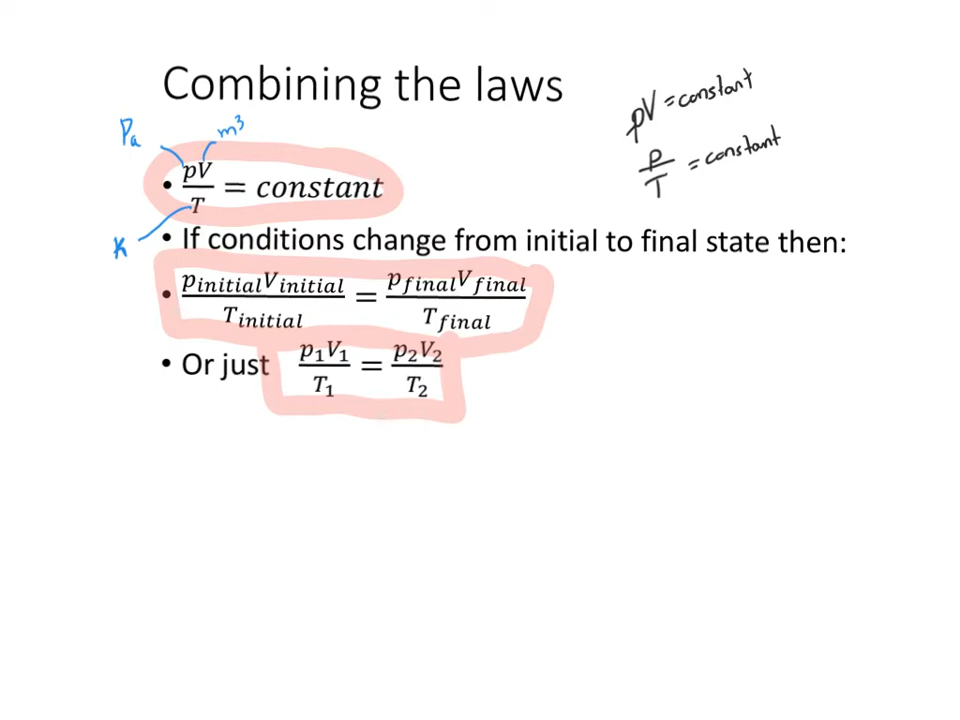 Combining the laws
pV = constant
P/T = constant
Pa
m³
• pV/T = constant
K
• If conditions change from initial to final state then:
• p_initial V_initial / T_initial = p_final V_final / T_final
• Or just p₁V₁/T₁ = p₂V₂/T₂